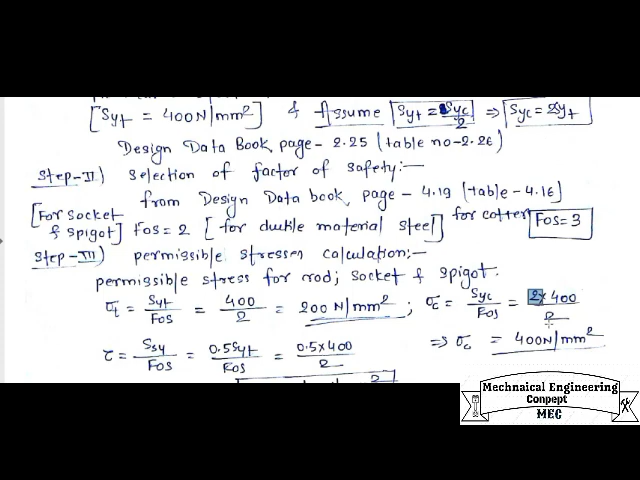 [Syt = 400N/mm²] & Assume Syt = Syc/2 ⇒ Syc = 2Syt
Design Data Book, page - 2.25 (table no-2.26)
Step-II) selection of factor of safety:—
from Design Data book, page - 4.19 (table - 4.16)
[For socket & spigot] FOS = 2 [for ductile material steel] for cotter FOS = 3
Step-III) permissible stresses calculation:—
permissible stress for rod; socket & spigot.
σt = Syt/FOS = 400/2 = 200 N/mm² ; σc = Syc/FOS = 2×400/2
τ = Ssy/FOS = 0.5Syt/FOS = 0.5×400/2 ⇒ σc = 400N/mm²
Mechnaical Engineering
Conpept
MEC